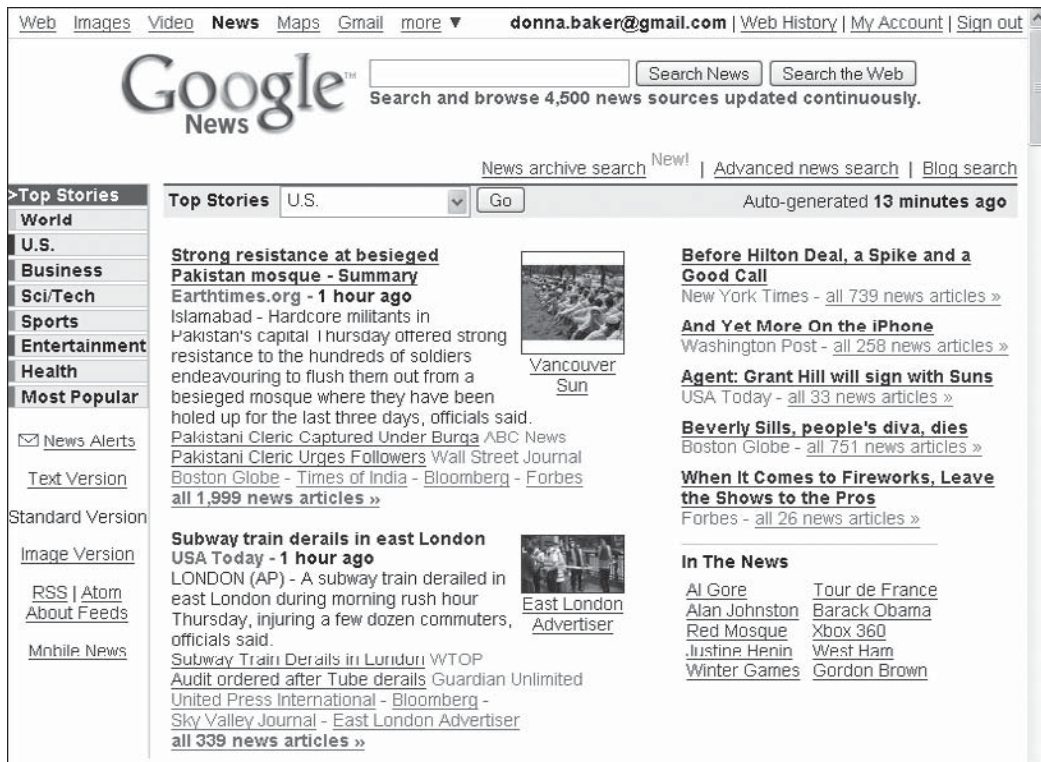 Web Images Video News Maps Gmail more ▼ donna.baker@gmail.com | Web History | My Account | Sign out
Google™
News
Search News Search the Web
Search and browse 4,500 news sources updated continuously.
News archive search New! | Advanced news search | Blog search
>Top Stories
World
U.S.
Business
Sci/Tech
Sports
Entertainment
Health
Most Popular
News Alerts
Text Version
Standard Version
Image Version
RSS | Atom
About Feeds
Mobile News
Top Stories U.S. Go Auto-generated 13 minutes ago
Strong resistance at besieged
Pakistan mosque - Summary
Earthtimes.org - 1 hour ago
Islamabad - Hardcore militants in
Pakistan's capital Thursday offered strong
resistance to the hundreds of soldiers
endeavouring to flush them out from a
besieged mosque where they have been
holed up for the last three days, officials said.
Pakistani Cleric Captured Under Burqa ABC News
Pakistani Cleric Urges Followers Wall Street Journal
Boston Globe - Times of India - Bloomberg - Forbes
all 1,999 news articles »
Vancouver
Sun
Subway train derails in east London
USA Today - 1 hour ago
LONDON (AP) - A subway train derailed in
east London during morning rush hour
Thursday, injuring a few dozen commuters,
officials said.
Subway Train Derails in London WTOP
Audit ordered after Tube derails Guardian Unlimited
United Press International - Bloomberg -
Sky Valley Journal - East London Advertiser
all 339 news articles »
East London
Advertiser
Before Hilton Deal, a Spike and a
Good Call
New York Times - all 739 news articles »
And Yet More On the iPhone
Washington Post - all 258 news articles »
Agent: Grant Hill will sign with Suns
USA Today - all 33 news articles »
Beverly Sills, people's diva, dies
Boston Globe - all 751 news articles »
When It Comes to Fireworks, Leave
the Shows to the Pros
Forbes - all 26 news articles »
In The News
Al Gore Tour de France
Alan Johnston Barack Obama
Red Mosque Xbox 360
Justine Henin West Ham
Winter Games Gordon Brown